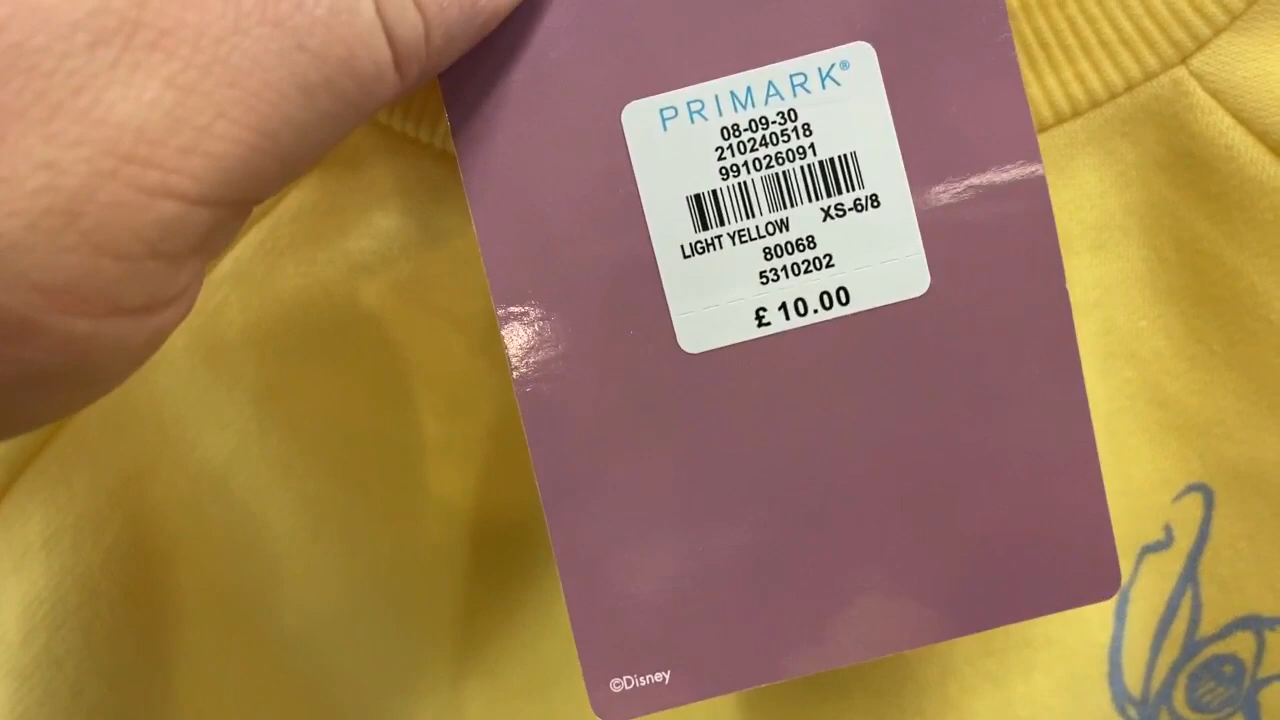 PRIMARK®
08-09-30
210240518
991026091
LIGHT YELLOW XS-6/8
80068
5310202
£ 10.00
©Disney